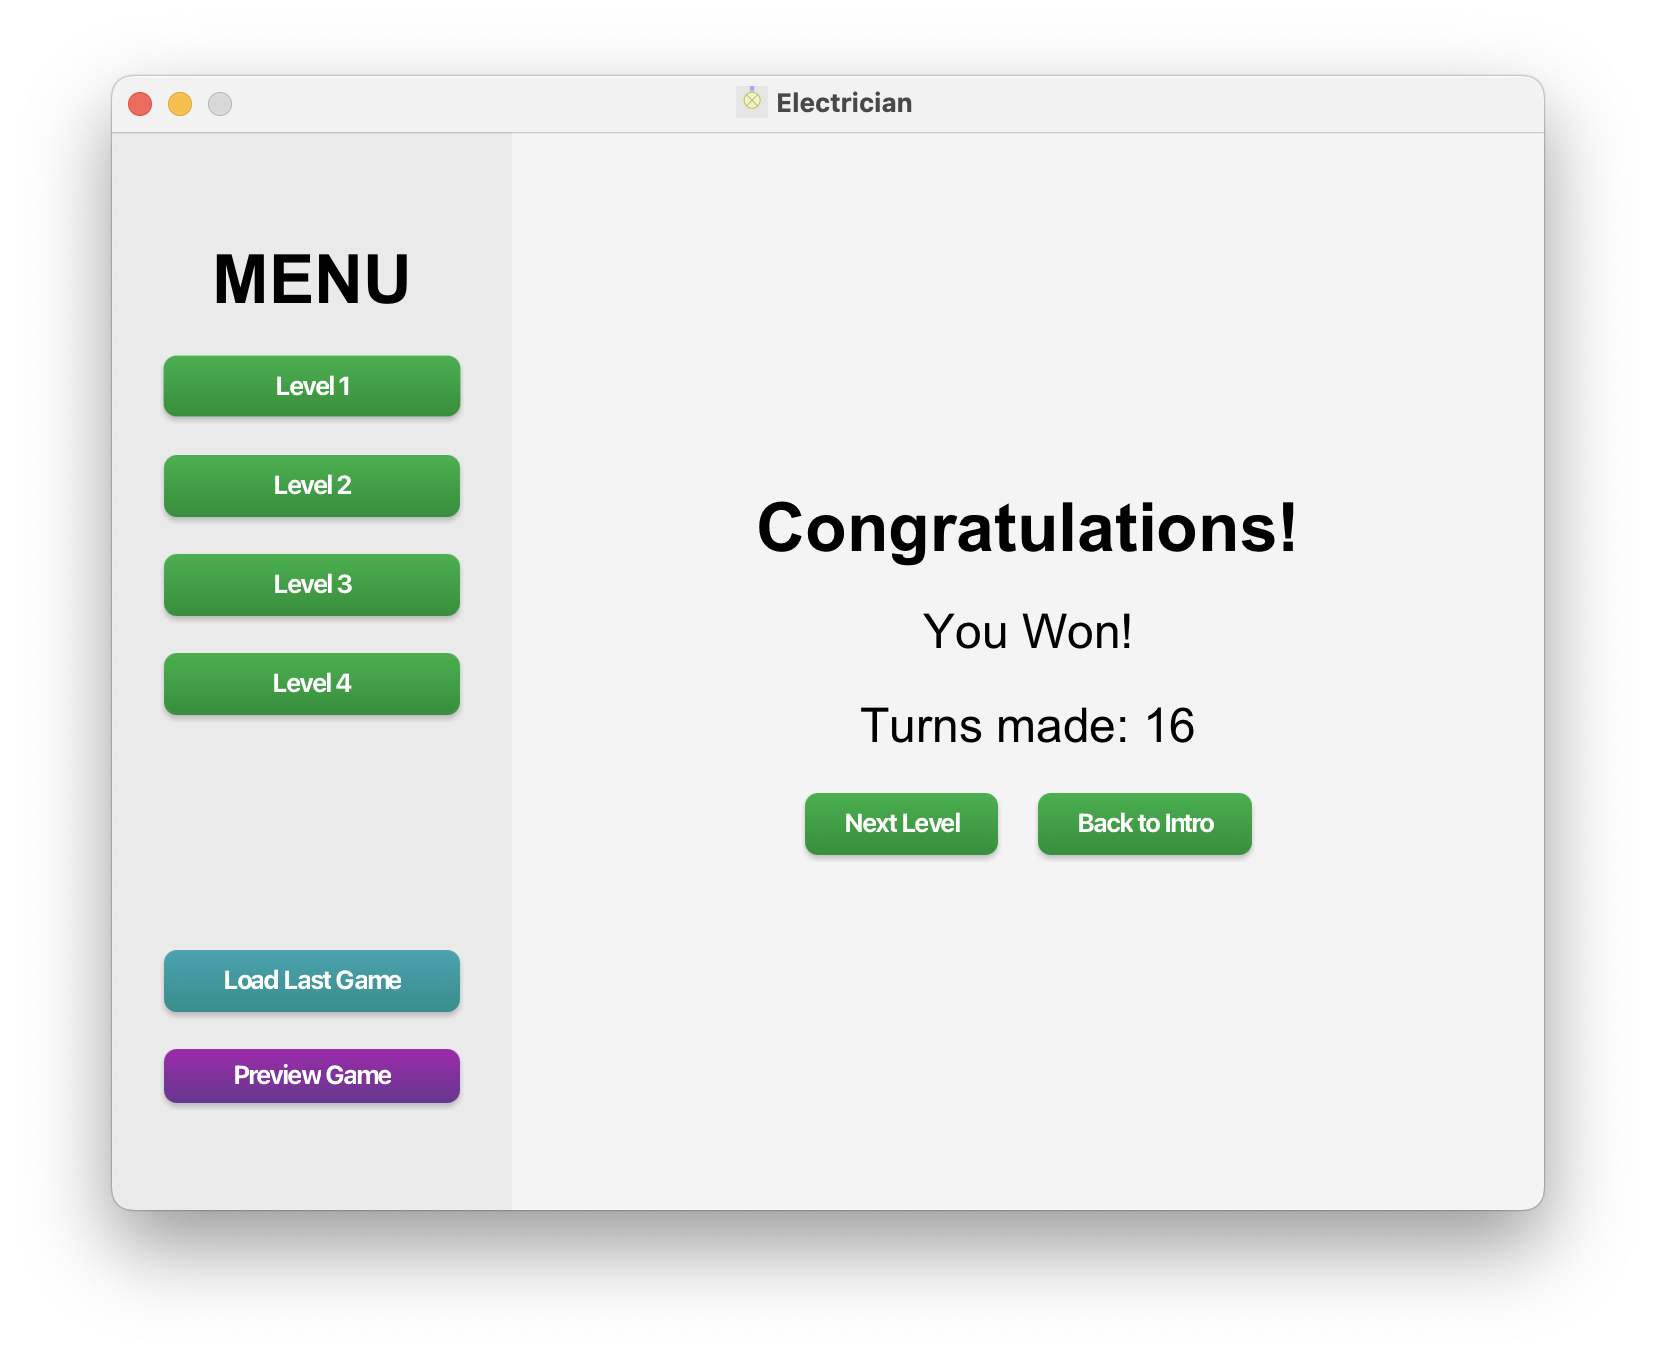 Electrician
MENU
Level 1
Level 2
Level 3
Level 4
Load Last Game
Preview Game
Congratulations!
You Won!
Turns made: 16
Next Level
Back to Intro